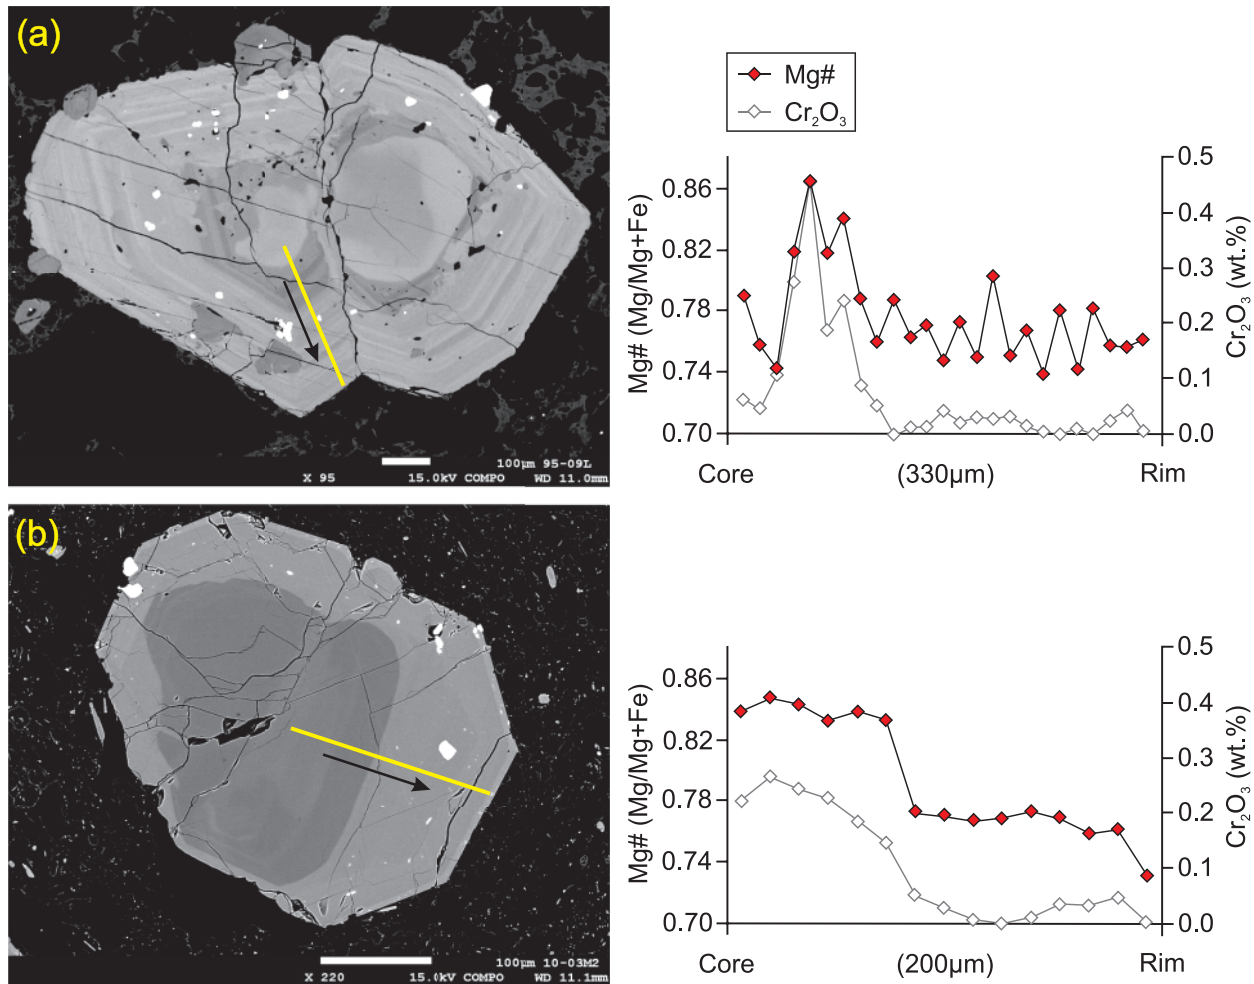 (a)
100µm 95-09L
X 95 15.0kV COMPO WD 11.0mm
Mg#
Cr₂O₃
Mg# (Mg/Mg+Fe)
0.86
0.82
0.78
0.74
0.70
0.5
0.4
0.3
0.2
0.1
0.0
Cr₂O₃ (wt.%)
Core (330µm) Rim
(b)
100µm 10-03M2
X 220 15.0kV COMPO WD 11.1mm
Mg# (Mg/Mg+Fe)
0.86
0.82
0.78
0.74
0.70
0.5
0.4
0.3
0.2
0.1
0.0
Cr₂O₃ (wt.%)
Core (200µm) Rim